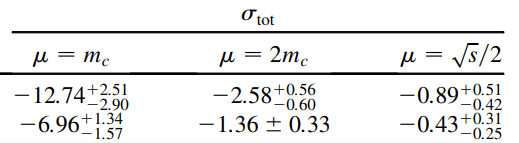 σ_tot
μ = m_c μ = 2m_c μ = √s/2
−12.74^{+2.51}_{−2.90} −2.58^{+0.56}_{−0.60} −0.89^{+0.51}_{−0.42}
−6.96^{+1.34}_{−1.57} −1.36 ± 0.33 −0.43^{+0.31}_{−0.25}